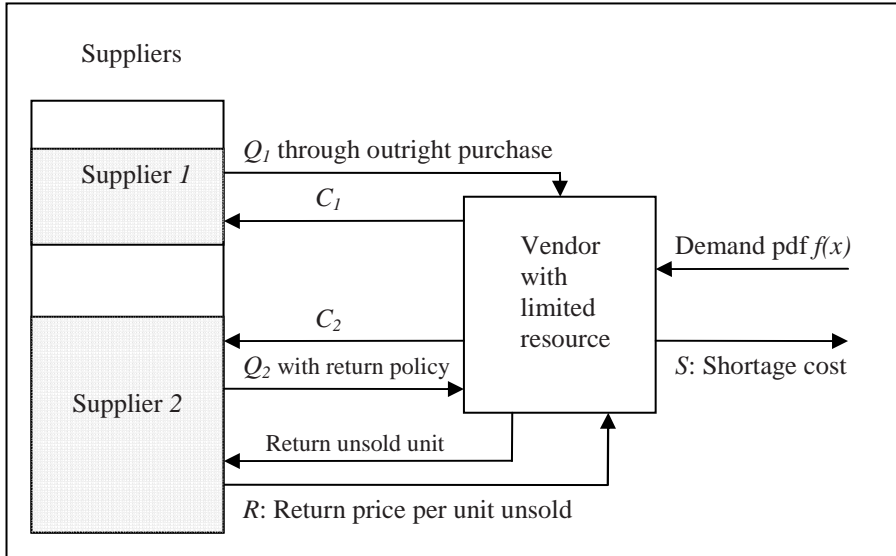 Suppliers
Supplier 1
Q1 through outright purchase
C1
Vendor
with
limited
resource
Demand pdf f(x)
C2
Q2 with return policy
S: Shortage cost
Supplier 2
Return unsold unit
R: Return price per unit unsold